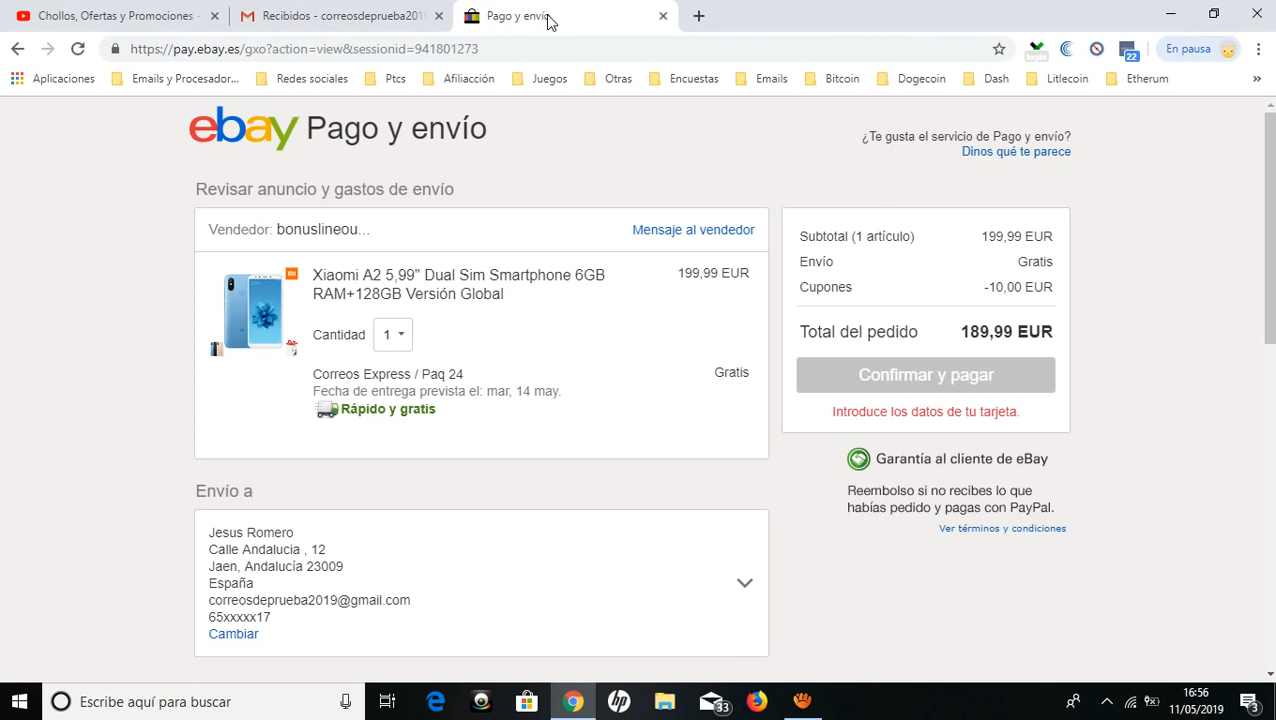 Chollos, Ofertas y Promociones -
Recibidos - correosdeprueba2019
Pago y envío
https://pay.ebay.es/gxo?action=view&sessionid=941801273
En pausa
22
Aplicaciones
Emails y Procesador...
Redes sociales
Ptcs
Afiliacción
Juegos
Otras
Encuestas
Emails
Bitcoin
Dogecoin
Dash
Litlecoin
Etherum
»
ebay Pago y envío
¿Te gusta el servicio de Pago y envío?
Dinos qué te parece
Revisar anuncio y gastos de envío
Vendedor: bonuslineou...
Mensaje al vendedor
Xiaomi A2 5,99" Dual Sim Smartphone 6GB
RAM+128GB Versión Global
199,99 EUR
Cantidad 1
Correos Express / Paq 24
Gratis
Fecha de entrega prevista el: mar, 14 may.
Rápido y gratis
Subtotal (1 artículo) 199,99 EUR
Envío Gratis
Cupones -10,00 EUR
Total del pedido 189,99 EUR
Confirmar y pagar
Introduce los datos de tu tarjeta.
Garantía al cliente de eBay
Reembolso si no recibes lo que
habías pedido y pagas con PayPal.
Ver términos y condiciones
Envío a
Jesus Romero
Calle Andalucia , 12
Jaen, Andalucía 23009
España
correosdeprueba2019@gmail.com
65xxxxx17
Cambiar
Escribe aquí para buscar
hp
33
16:56
11/05/2019
3